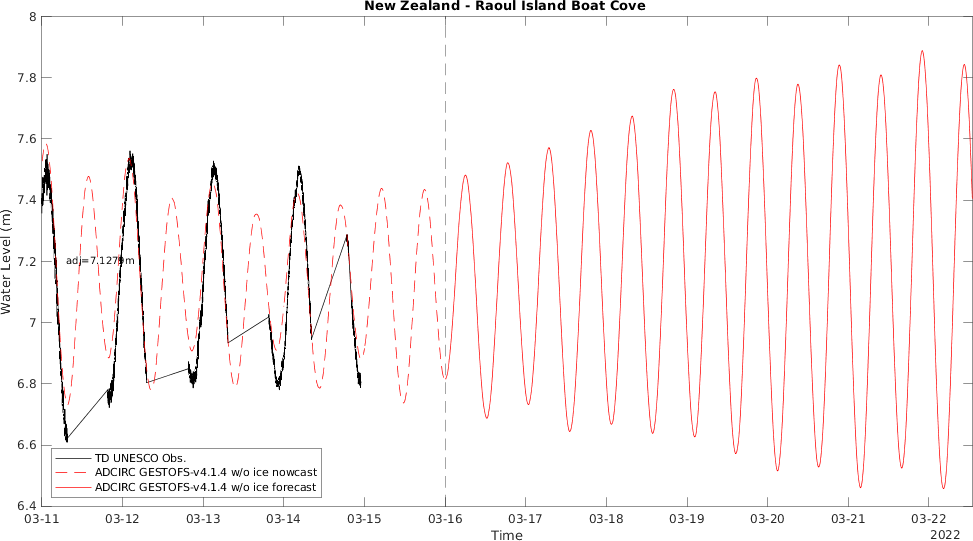 New Zealand - Raoul Island Boat Cove
Water Level (m)
8
7.8
7.6
7.4
7.2
7
6.8
6.6
6.4
adj=7.1279m
TD UNESCO Obs.
ADCIRC GESTOFS-v4.1.4 w/o ice nowcast
ADCIRC GESTOFS-v4.1.4 w/o ice forecast
03-11 03-12 03-13 03-14 03-15 03-16 03-17 03-18 03-19 03-20 03-21 03-22
Time
2022